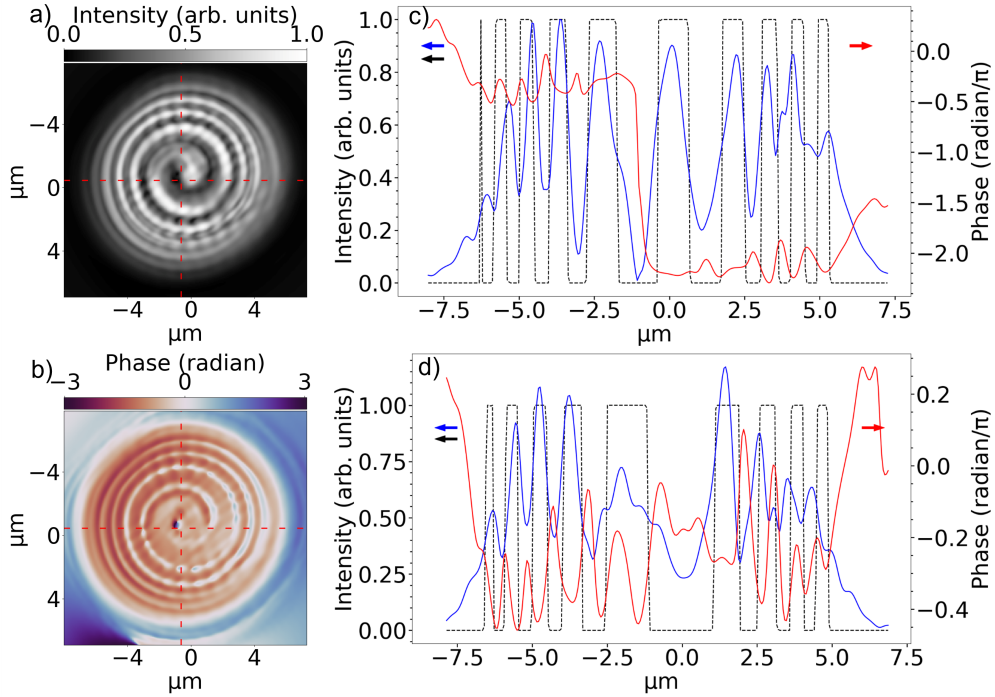 a) Intensity (arb. units)
0.0 0.5 1.0
−4
0
4
μm
−4 0 4
μm
b) Phase (radian)
−3 0 3
−4
0
4
μm
−4 0 4
μm
c)
1.0
0.8
0.6
0.4
0.2
0.0
Intensity (arb. units)
0.0
−0.5
−1.0
−1.5
−2.0
Phase (radian/π)
−7.5 −5.0 −2.5 0.0 2.5 5.0 7.5
μm
d)
1.00
0.75
0.50
0.25
0.00
Intensity (arb. units)
0.2
0.0
−0.2
−0.4
Phase (radian/π)
−7.5 −5.0 −2.5 0.0 2.5 5.0 7.5
μm